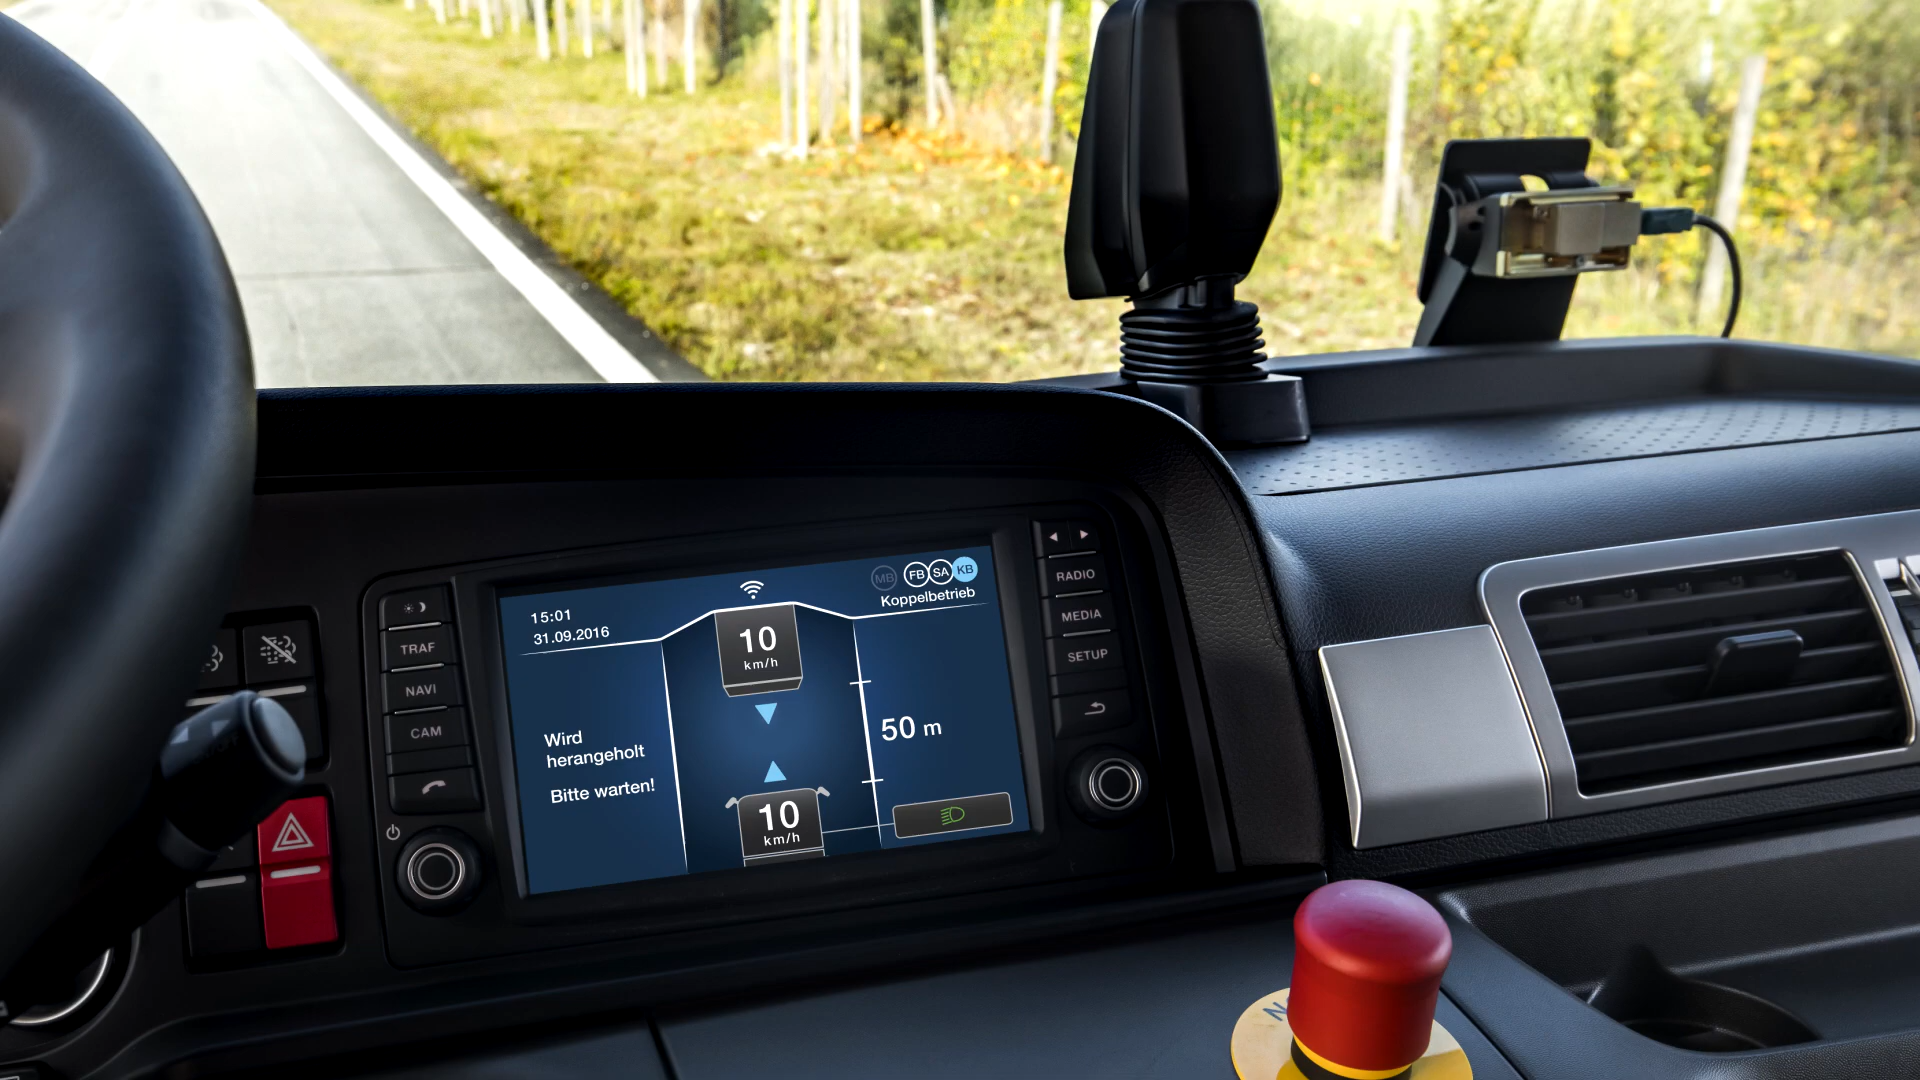 TRAF
NAVI
CAM
15:01
31.09.2016
MB FB SA KB
Koppelbetrieb
10
km/h
Wird
herangeholt
Bitte warten!
50 m
10
km/h
RADIO
MEDIA
SETUP